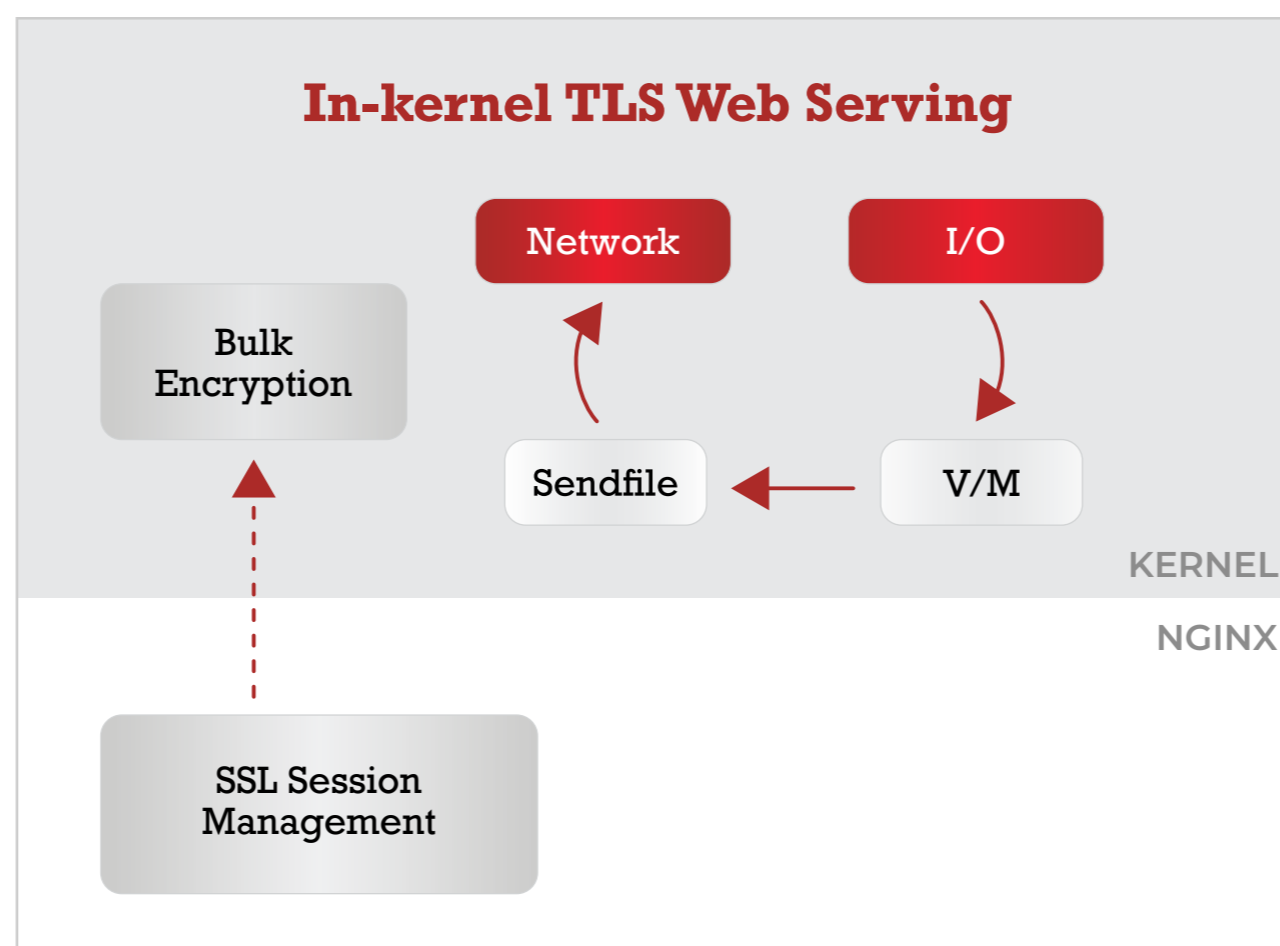 In-kernel TLS Web Serving
Network
I/O
Bulk
Encryption
Sendfile
V/M
KERNEL
NGINX
SSL Session
Management